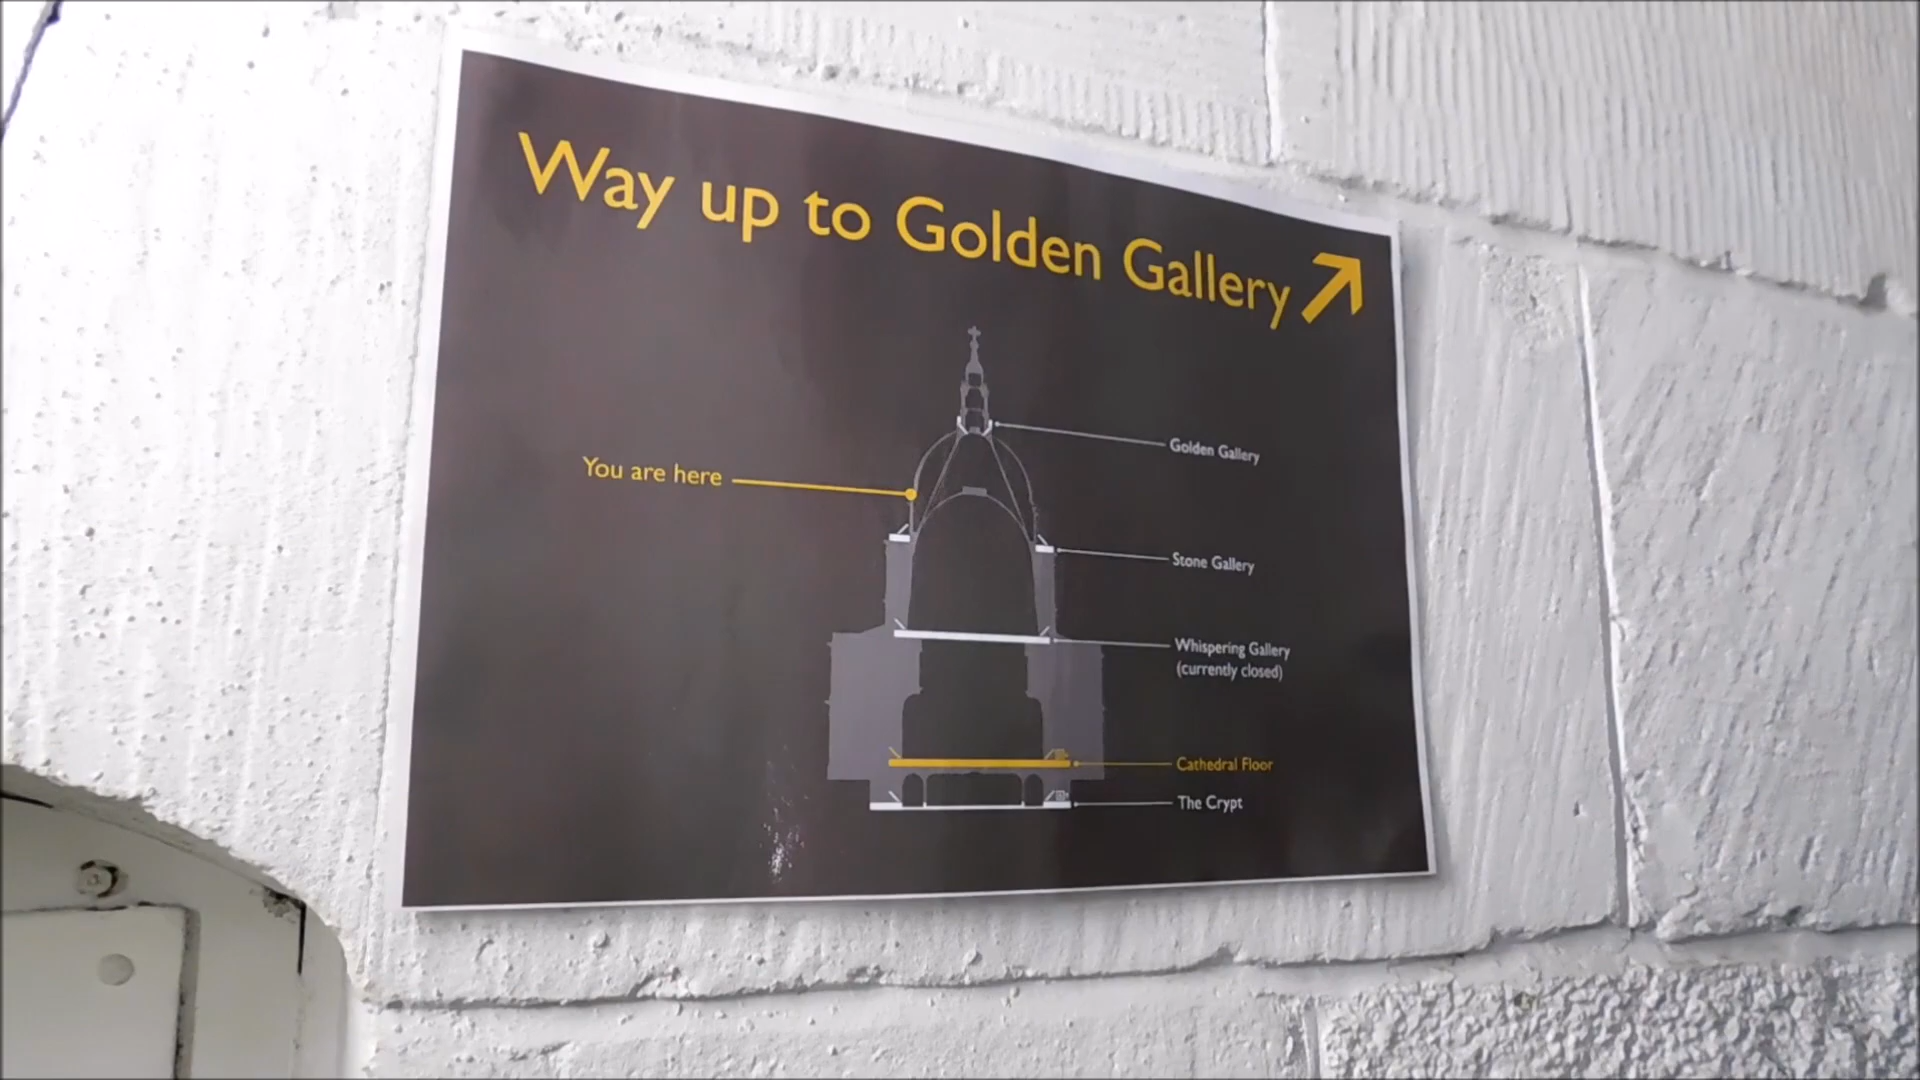 Way up to Golden Gallery
Golden Gallery
You are here
Stone Gallery
Whispering Gallery
(currently closed)
Cathedral Floor
The Crypt